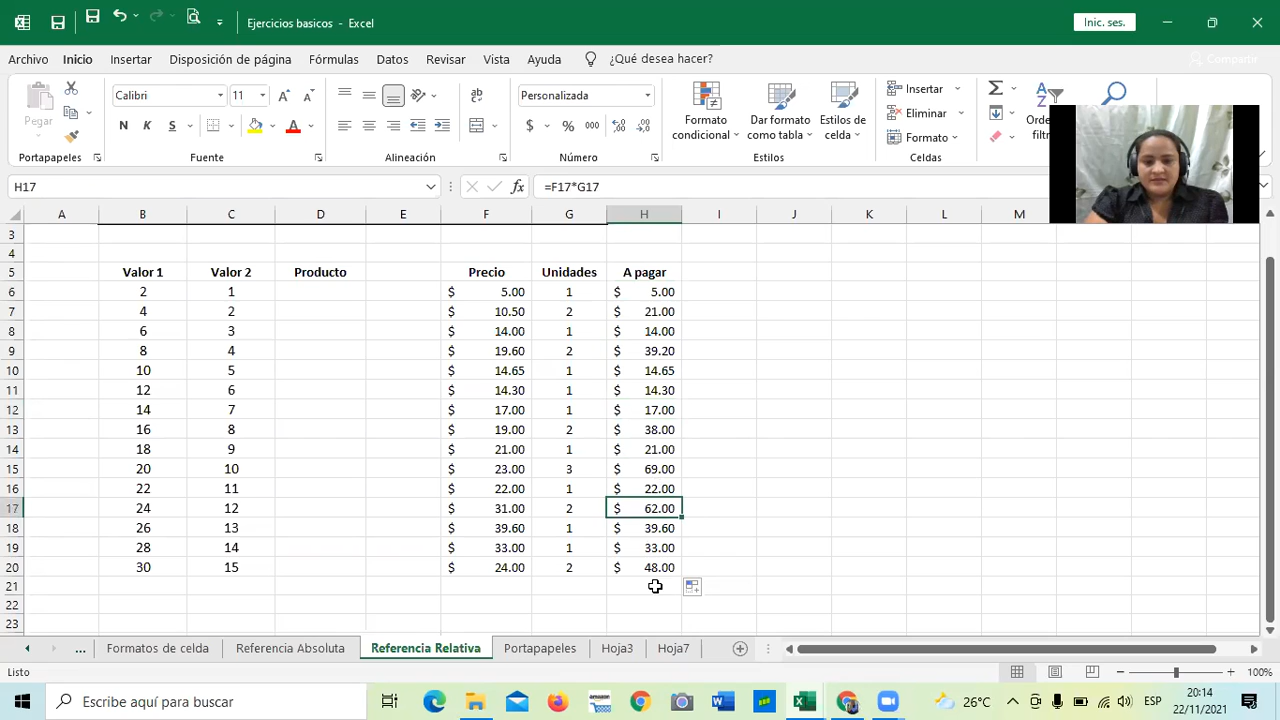 Ejercicios basicos - Excel
Inic. ses.
Archivo Inicio Insertar Disposición de página Fórmulas Datos Revisar Vista Ayuda ¿Qué desea hacer? Compartir
Pegar
Calibri 11
N K S
ab
Personalizada
$ % 000
Formato condicional
Dar formato como tabla
Estilos de celda
Insertar
Eliminar
Formato
Portapapeles Fuente Alineación Número Estilos Celdas
H17 fx =F17*G17
A B C D E F G H I J K L M
3
4
5 Valor 1 Valor 2 Producto Precio Unidades A pagar
6 2 1 $ 5.00 1 $ 5.00
7 4 2 $ 10.50 2 $ 21.00
8 6 3 $ 14.00 1 $ 14.00
9 8 4 $ 19.60 2 $ 39.20
10 10 5 $ 14.65 1 $ 14.65
11 12 6 $ 14.30 1 $ 14.30
12 14 7 $ 17.00 1 $ 17.00
13 16 8 $ 19.00 2 $ 38.00
14 18 9 $ 21.00 1 $ 21.00
15 20 10 $ 23.00 3 $ 69.00
16 22 11 $ 22.00 1 $ 22.00
17 24 12 $ 31.00 2 $ 62.00
18 26 13 $ 39.60 1 $ 39.60
19 28 14 $ 33.00 1 $ 33.00
20 30 15 $ 24.00 2 $ 48.00
21
22
23
... Formatos de celda Referencia Absoluta Referencia Relativa Portapapeles Hoja3 Hoja7
Listo 100%
Escribe aquí para buscar 26°C ESP 20:14
22/11/2021